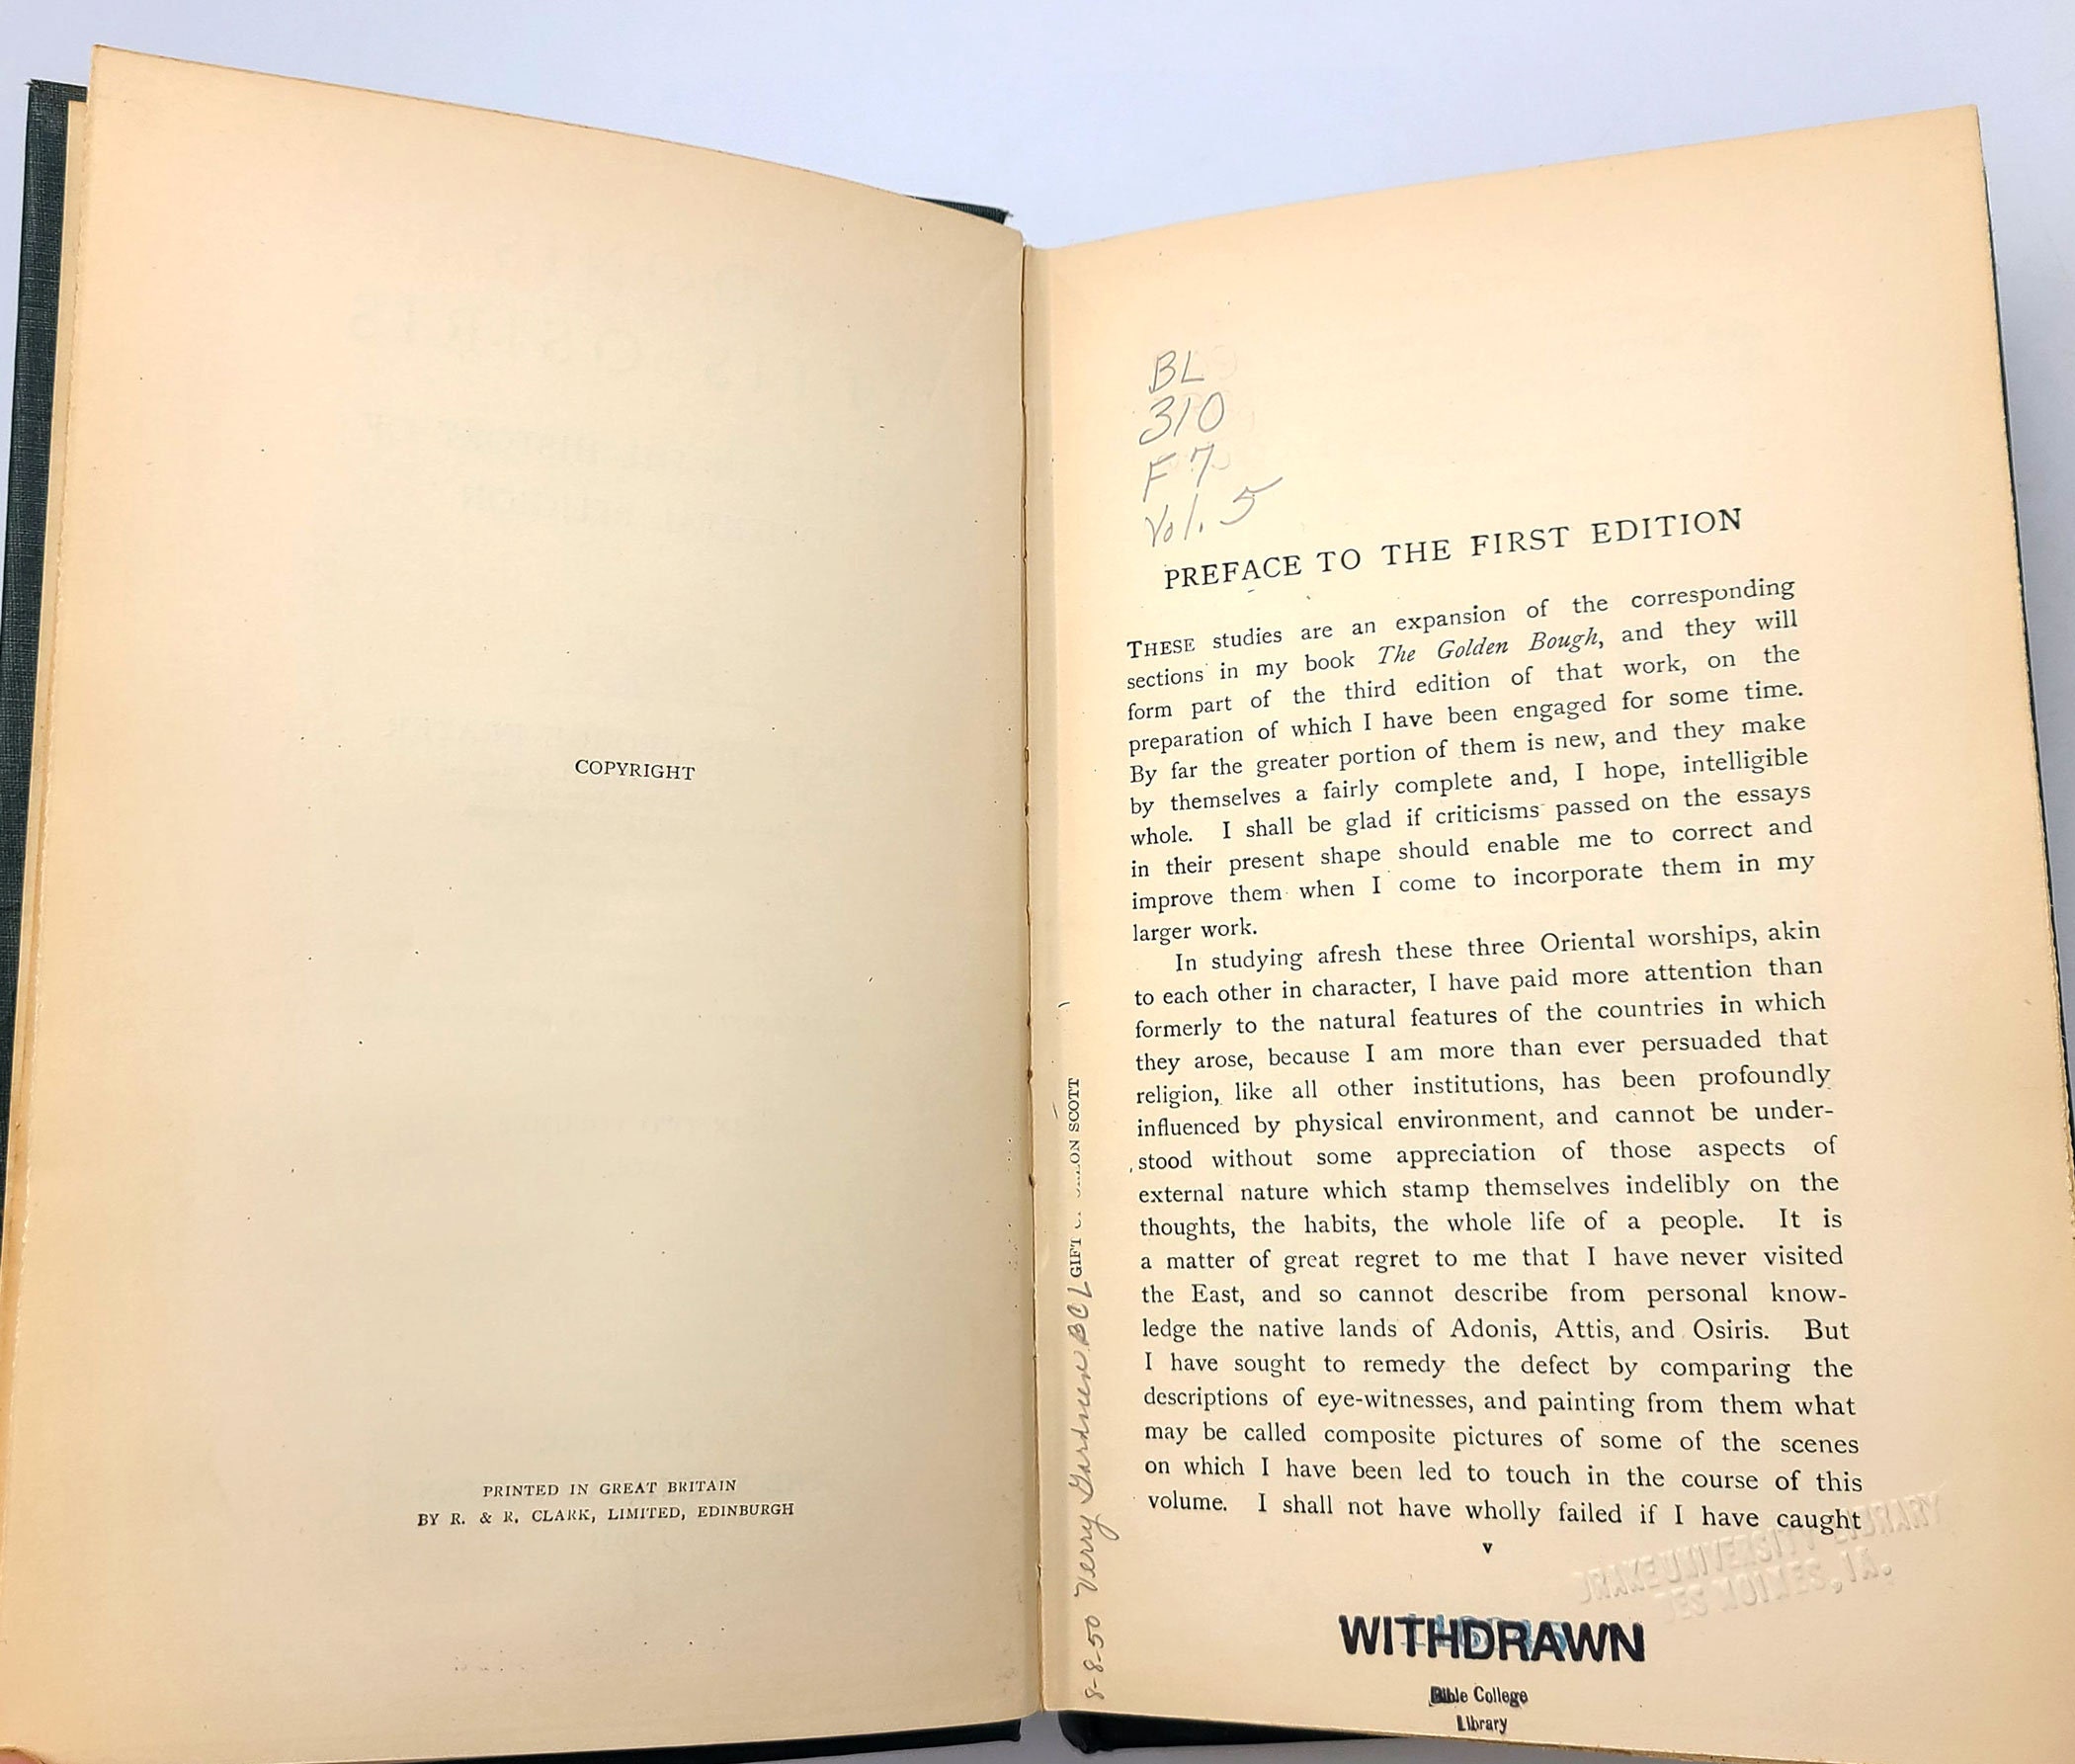 COPYRIGHT
PRINTED IN GREAT BRITAIN
BY R. & R. CLARK, LIMITED, EDINBURGH
BL
310
F7
Vol. 5
PREFACE TO THE FIRST EDITION
THESE studies are an expansion of the corresponding
sections in my book The Golden Bough, and they will
form part of the third edition of that work, on the
preparation of which I have been engaged for some time.
By far the greater portion of them is new, and they make
by themselves a fairly complete and, I hope, intelligible
whole. I shall be glad if criticisms passed on the essays
in their present shape should enable me to correct and
improve them when I come to incorporate them in my
larger work.
In studying afresh these three Oriental worships, akin
to each other in character, I have paid more attention than
formerly to the natural features of the countries in which
they arose, because I am more than ever persuaded that
religion, like all other institutions, has been profoundly
influenced by physical environment, and cannot be under-
stood without some appreciation of those aspects of
external nature which stamp themselves indelibly on the
thoughts, the habits, the whole life of a people. It is
a matter of great regret to me that I have never visited
the East, and so cannot describe from personal know-
ledge the native lands of Adonis, Attis, and Osiris. But
I have sought to remedy the defect by comparing the
descriptions of eye-witnesses, and painting from them what
may be called composite pictures of some of the scenes
on which I have been led to touch in the course of this
volume. I shall not have wholly failed if I have caught
v
8-8-50 Verry Gardner BCL GIFT SCOTT
DRAKE UNIVERSITY LIBRARY
DES MOINES, IA.
WITHDRAWN
Bible College
Library